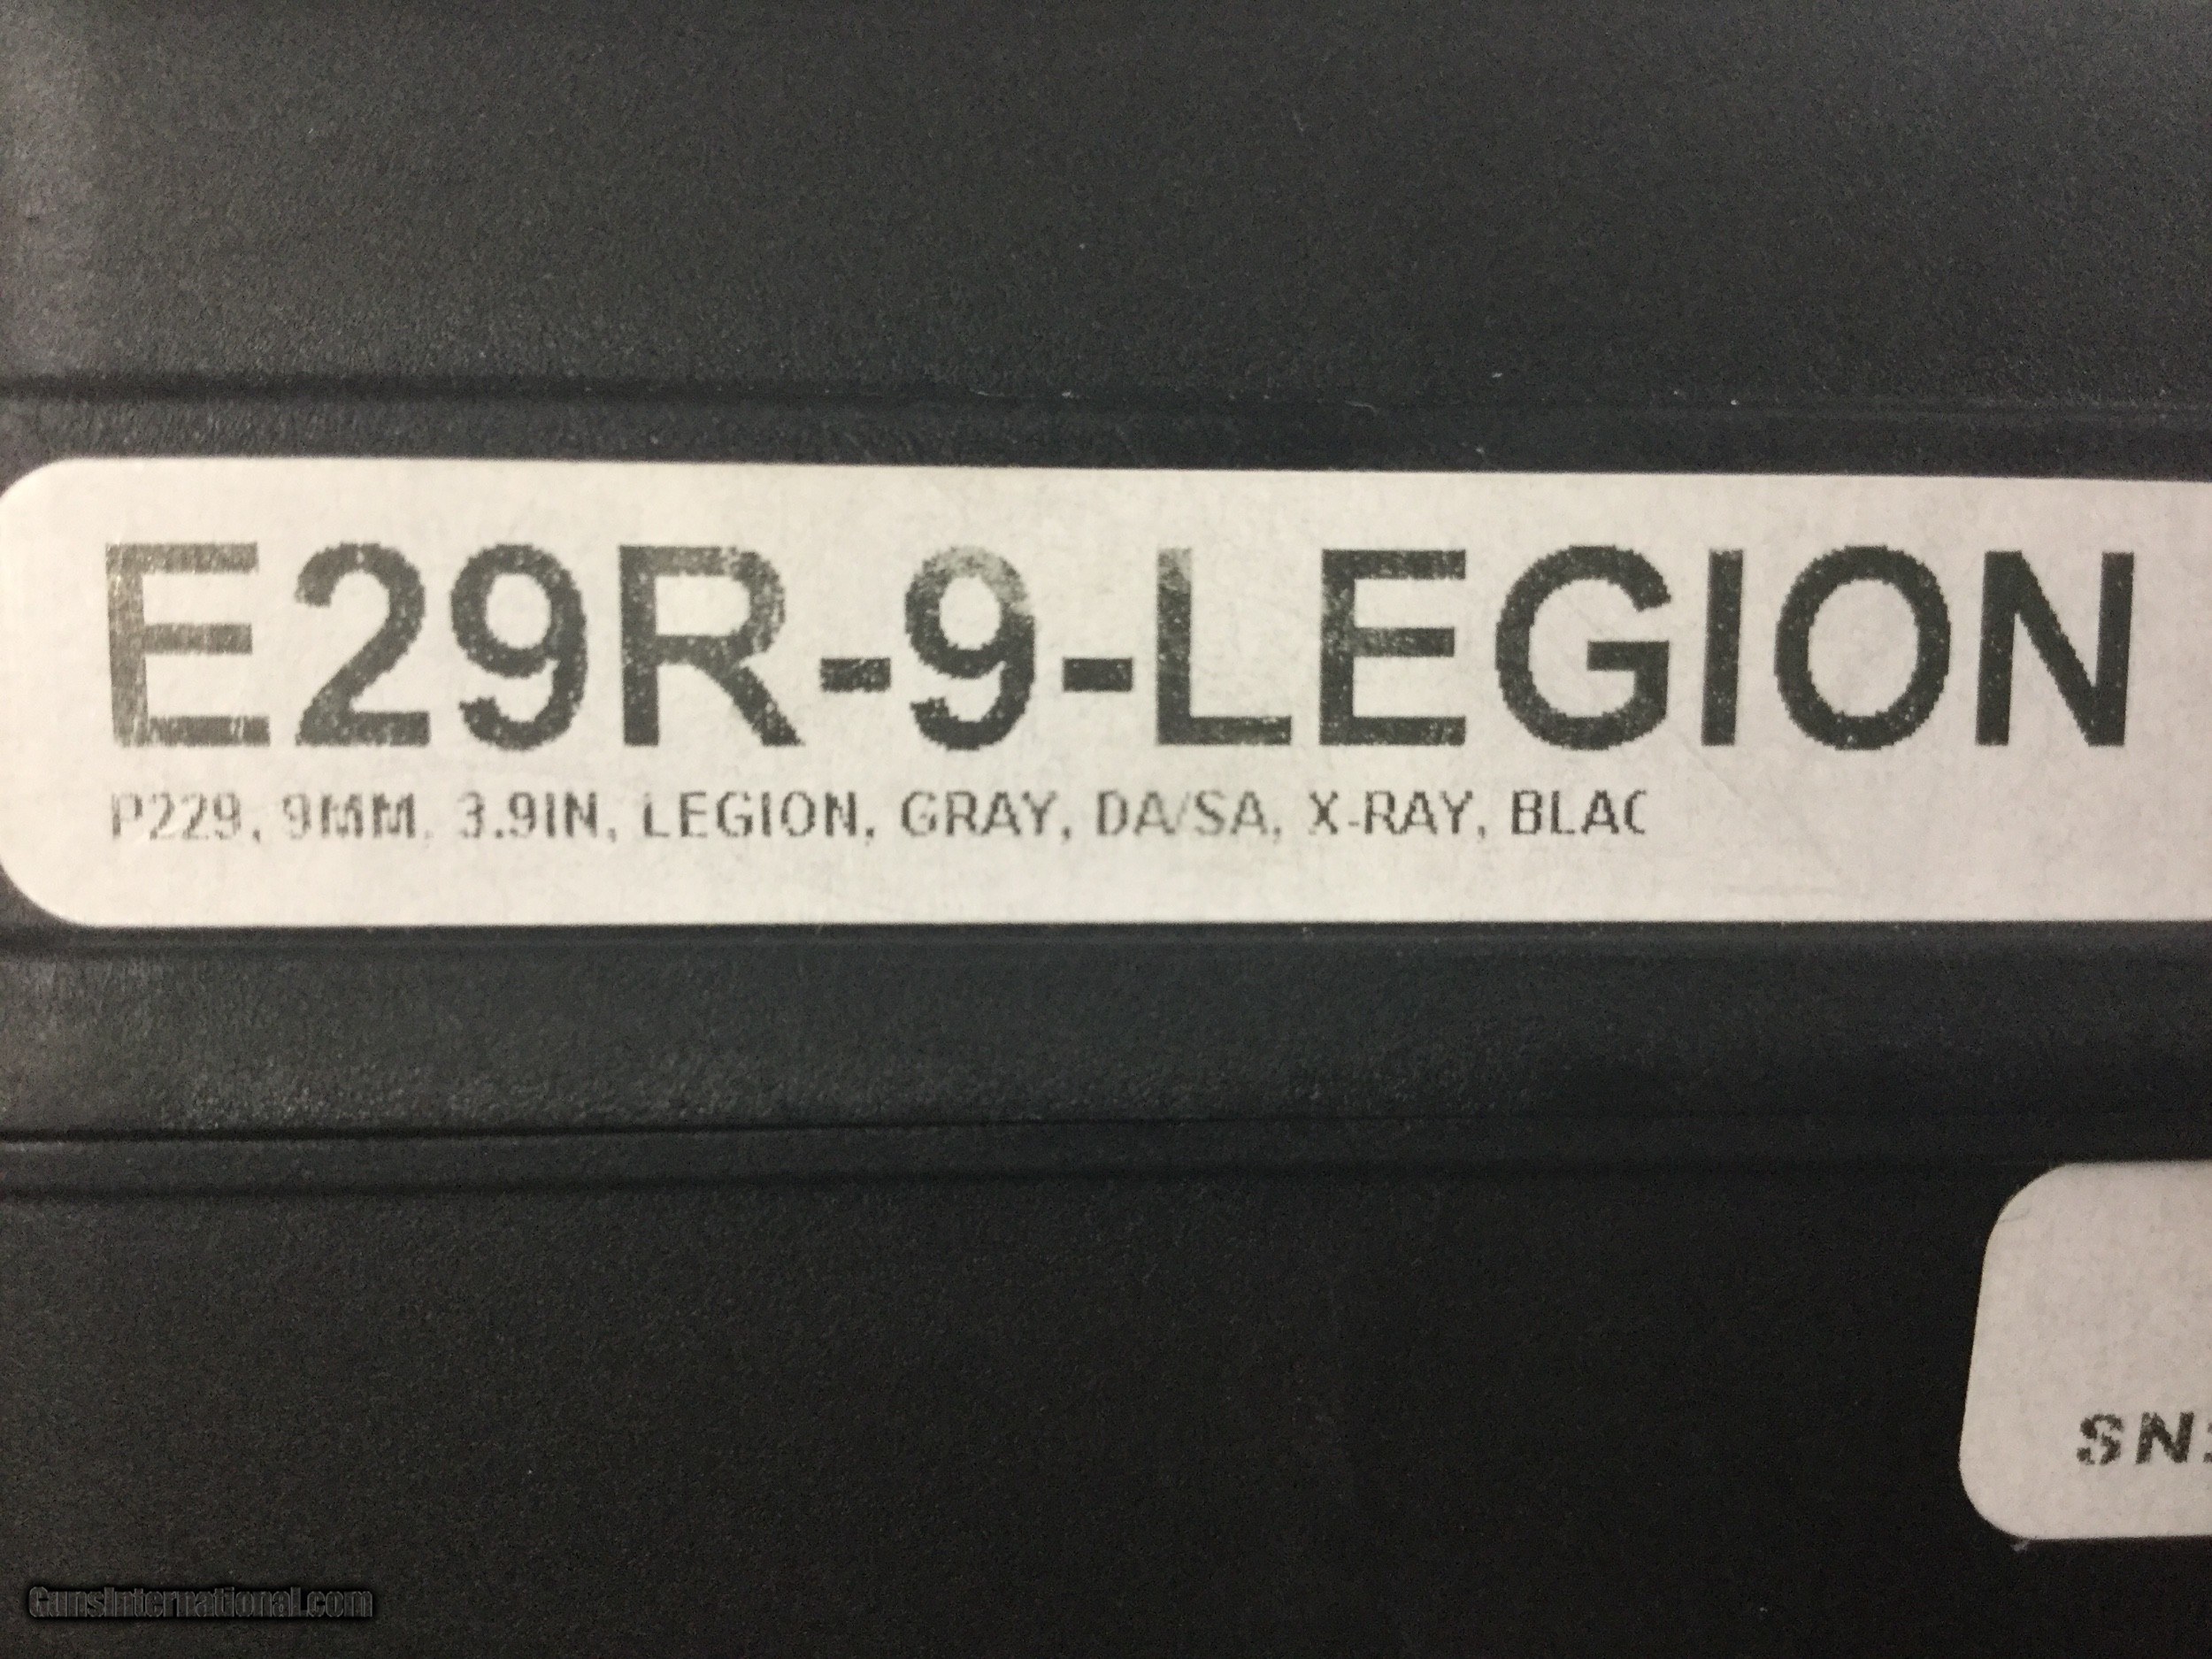 E29R-9-LEGION
P229, 9MM, 3.9IN, LEGION, GRAY, DA/SA, X-RAY, BLAC
SN:
GunsInternational.com